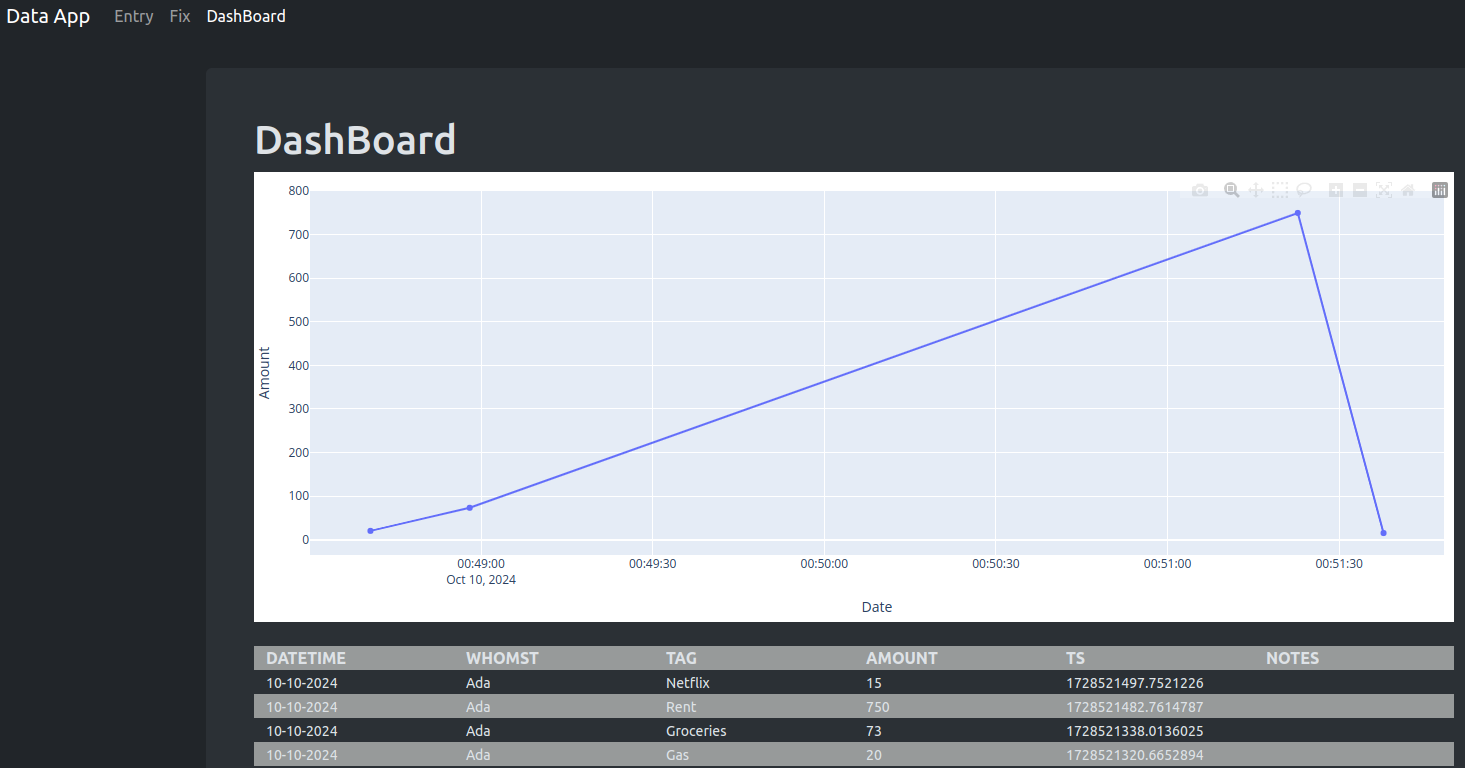 Data App Entry Fix DashBoard
DashBoard
800
700
600
500
400
300
200
100
0
Amount
00:49:00 00:49:30 00:50:00 00:50:30 00:51:00 00:51:30
Oct 10, 2024
Date
DATETIME WHOMST TAG AMOUNT TS NOTES
10-10-2024 Ada Netflix 15 1728521497.7521226
10-10-2024 Ada Rent 750 1728521482.7614787
10-10-2024 Ada Groceries 73 1728521338.0136025
10-10-2024 Ada Gas 20 1728521320.6652894